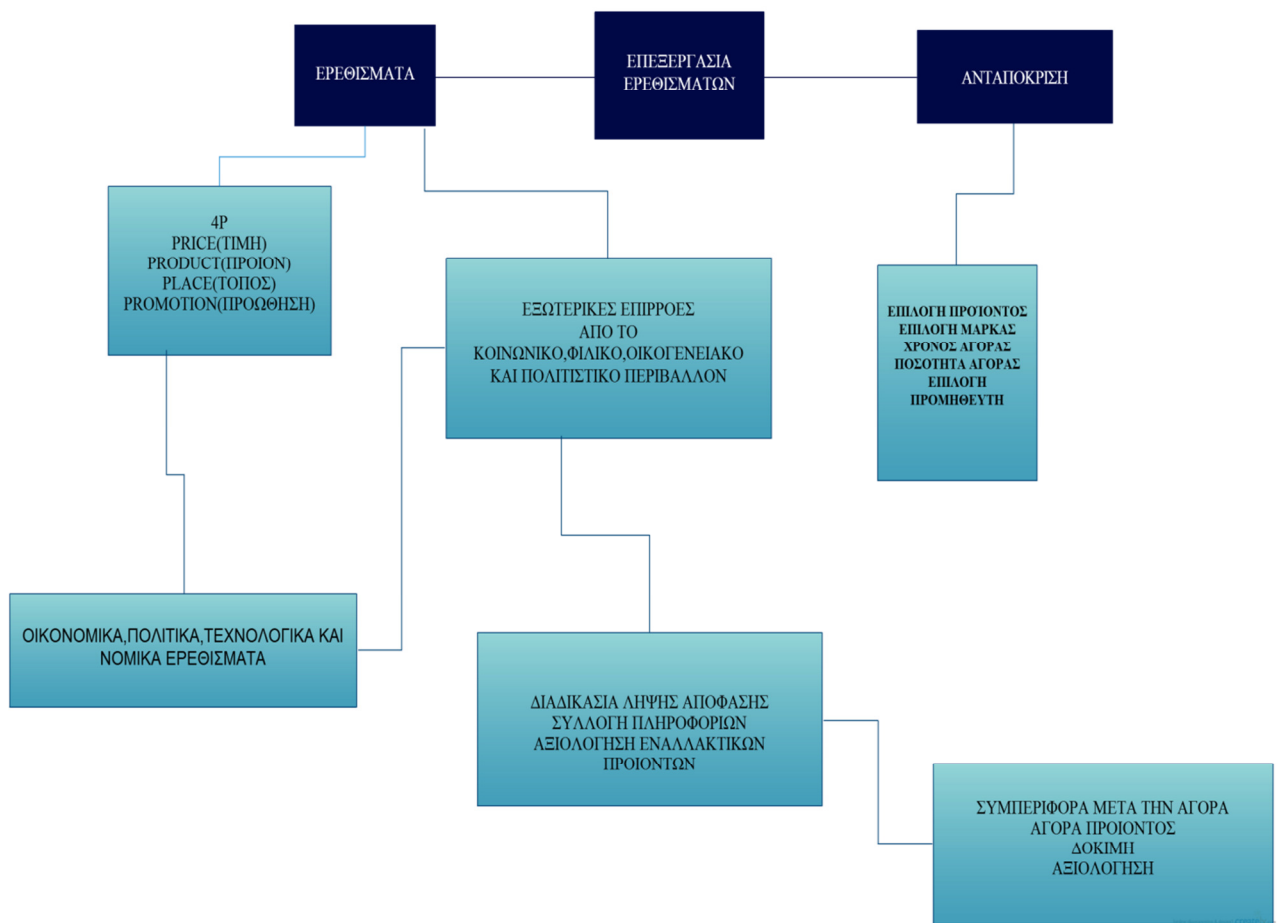 ΕΡΕΘΙΣΜΑΤΑ
ΕΠΕΞΕΡΓΑΣΙΑ
ΕΡΕΘΙΣΜΑΤΩΝ
ΑΝΤΑΠΟΚΡΙΣΗ
4P
PRICE(ΤΙΜΗ)
PRODUCT(ΠΡΟΙΟΝ)
PLACE(ΤΟΠΟΣ)
PROMOTION(ΠΡΟΩΘΗΣΗ)
ΕΞΩΤΕΡΙΚΕΣ ΕΠΙΡΡΟΕΣ
ΑΠΟ ΤΟ
ΚΟΙΝΩΝΙΚΟ,ΦΙΛΙΚΟ,ΟΙΚΟΓΕΝΕΙΑΚΟ
ΚΑΙ ΠΟΛΙΤΙΣΤΙΚΟ ΠΕΡΙΒΑΛΛΟΝ
ΕΠΙΛΟΓΗ ΠΡΟΪΟΝΤΟΣ
ΕΠΙΛΟΓΗ ΜΑΡΚΑΣ
ΧΡΟΝΟΣ ΑΓΟΡΑΣ
ΠΟΣΟΤΗΤΑ ΑΓΟΡΑΣ
ΕΠΙΛΟΓΗ
ΠΡΟΜΗΘΕΥΤΗ
ΟΙΚΟΝΟΜΙΚΑ,ΠΟΛΙΤΙΚΑ,ΤΕΧΝΟΛΟΓΙΚΑ ΚΑΙ
ΝΟΜΙΚΑ ΕΡΕΘΙΣΜΑΤΑ
ΔΙΑΔΙΚΑΣΙΑ ΛΗΨΗΣ ΑΠΟΦΑΣΗΣ
ΣΥΛΛΟΓΗ ΠΛΗΡΟΦΟΡΙΩΝ
ΑΞΙΟΛΟΓΗΣΗ ΕΝΑΛΛΑΚΤΙΚΩΝ
ΠΡΟΙΟΝΤΩΝ
ΣΥΜΠΕΡΙΦΟΡΑ ΜΕΤΑ ΤΗΝ ΑΓΟΡΑ
ΑΓΟΡΑ ΠΡΟΙΟΝΤΟΣ
ΔΟΚΙΜΗ
ΑΞΙΟΛΟΓΗΣΗ